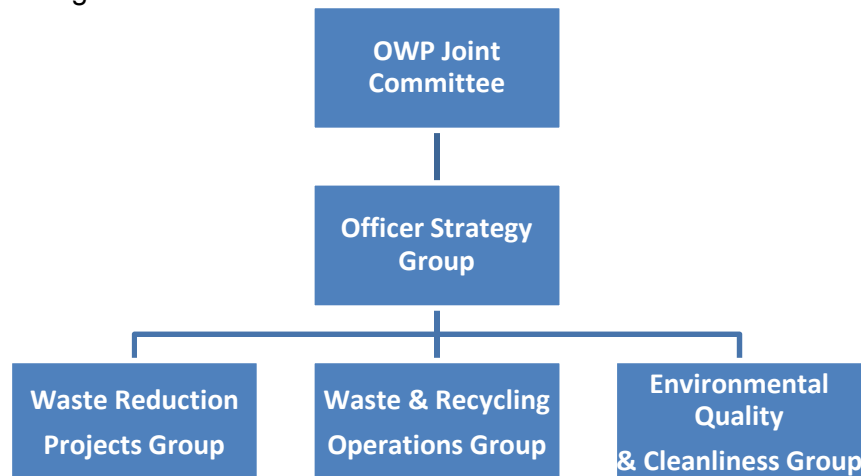 OWP Joint
Committee
Officer Strategy
Group
Waste Reduction
Projects Group
Waste & Recycling
Operations Group
Environmental
Quality
& Cleanliness Group